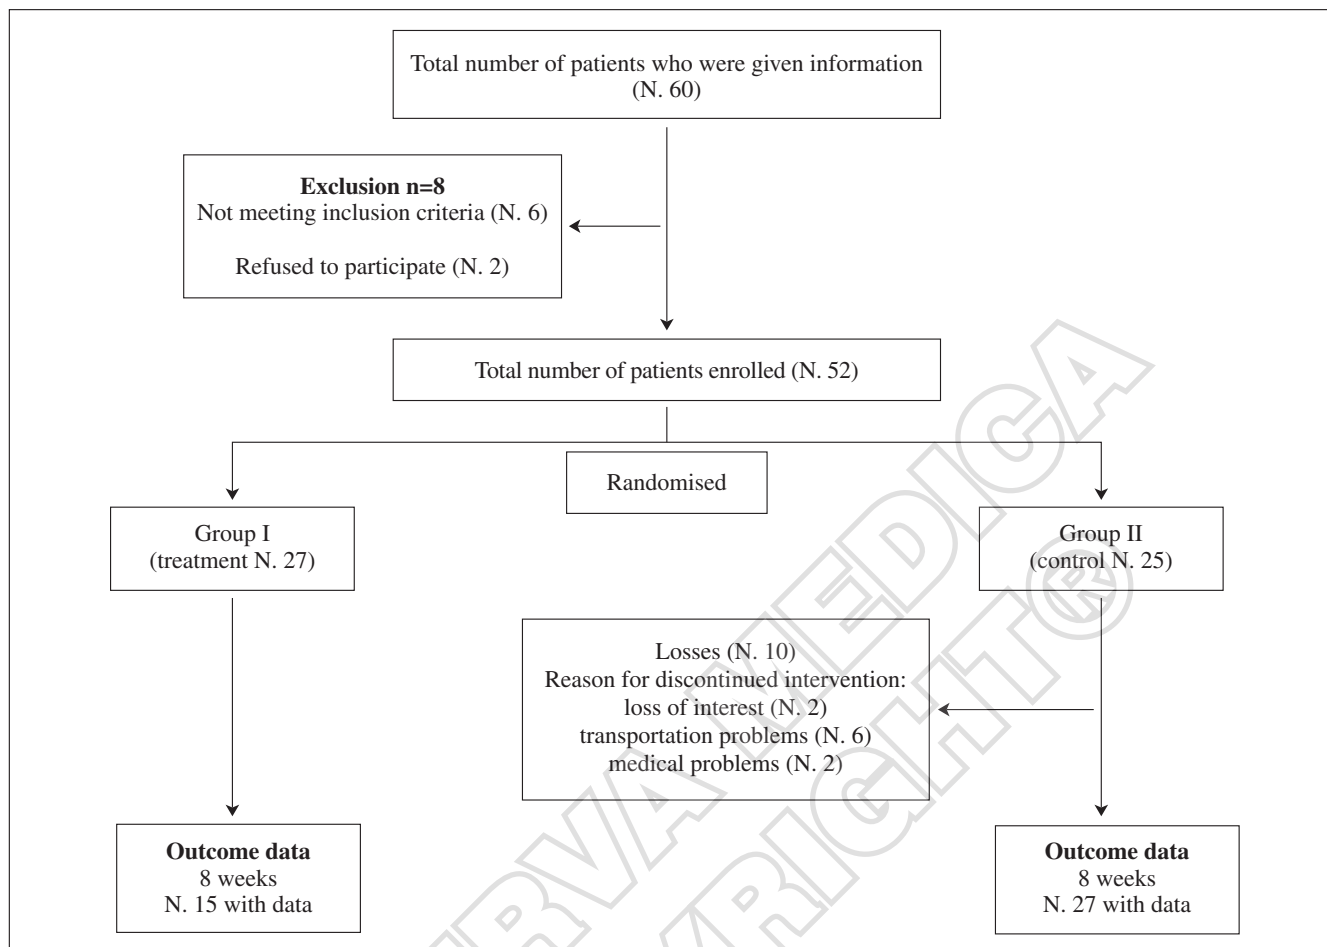 Total number of patients who were given information
(N. 60)
Exclusion n=8
Not meeting inclusion criteria (N. 6)
Refused to participate (N. 2)
Total number of patients enrolled (N. 52)
Randomised
Group I
(treatment N. 27)
Group II
(control N. 25)
Losses (N. 10)
Reason for discontinued intervention:
loss of interest (N. 2)
transportation problems (N. 6)
medical problems (N. 2)
Outcome data
8 weeks
N. 15 with data
Outcome data
8 weeks
N. 27 with data
RVA MEDICA
YRIGHT®